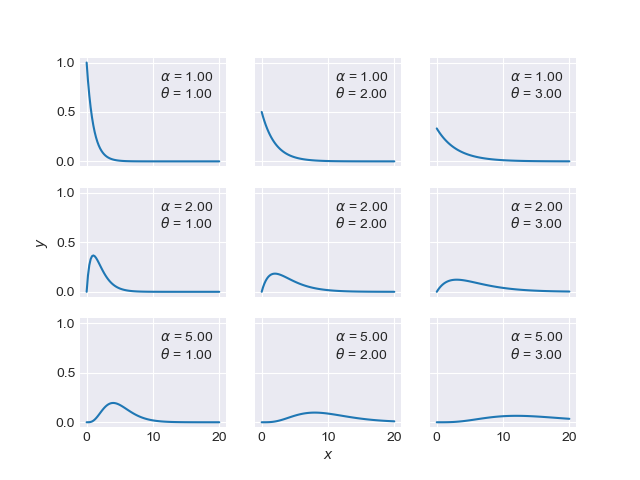 1.0
0.5
0.0
α = 1.00
θ = 1.00
α = 1.00
θ = 2.00
α = 1.00
θ = 3.00
1.0
0.5
0.0
y
α = 2.00
θ = 1.00
α = 2.00
θ = 2.00
α = 2.00
θ = 3.00
1.0
0.5
0.0
α = 5.00
θ = 1.00
α = 5.00
θ = 2.00
α = 5.00
θ = 3.00
0 10 20
0 10 20
0 10 20
x